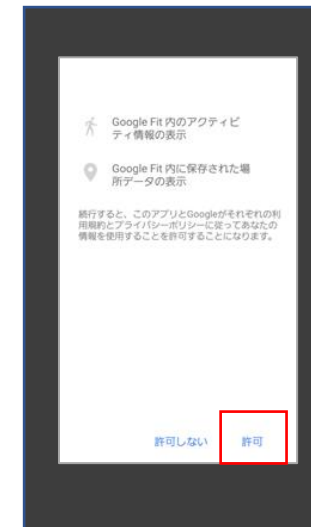 Google Fit 内のアクティビ
ティ情報の表示
Google Fit 内に保存された場
所データの表示
続行すると、このアプリとGoogleがそれぞれの利
用規約とプライバシーポリシーに従ってあなたの
情報を使用することを許可することになります。
許可しない 許可